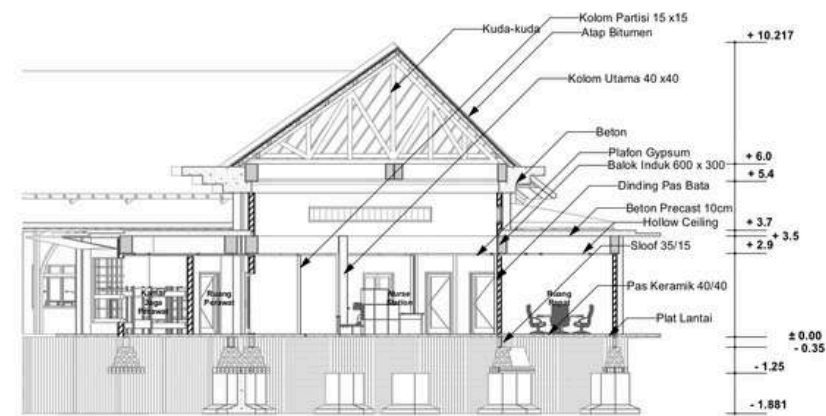 Kolom Partisi 15 x15
+ 10.217
Kuda-kuda
Atap Bitumen
Kolom Utama 40 x40
Beton
Plafon Gypsum
+ 6.0
Balok Induk 600 x 300
+ 5.4
Dinding Pas Bata
Beton Precast 10cm
Hollow Ceiling
+ 3.7
+ 3.5
Sloof 35/15
+ 2.9
Pas Keramik 40/40
Kamar
Jaga
Perawat
Ruang
Perawat
Nurse
Station
Ruang
Rapat
Plat Lantai
± 0.00
- 0.35
- 1.25
- 1.881